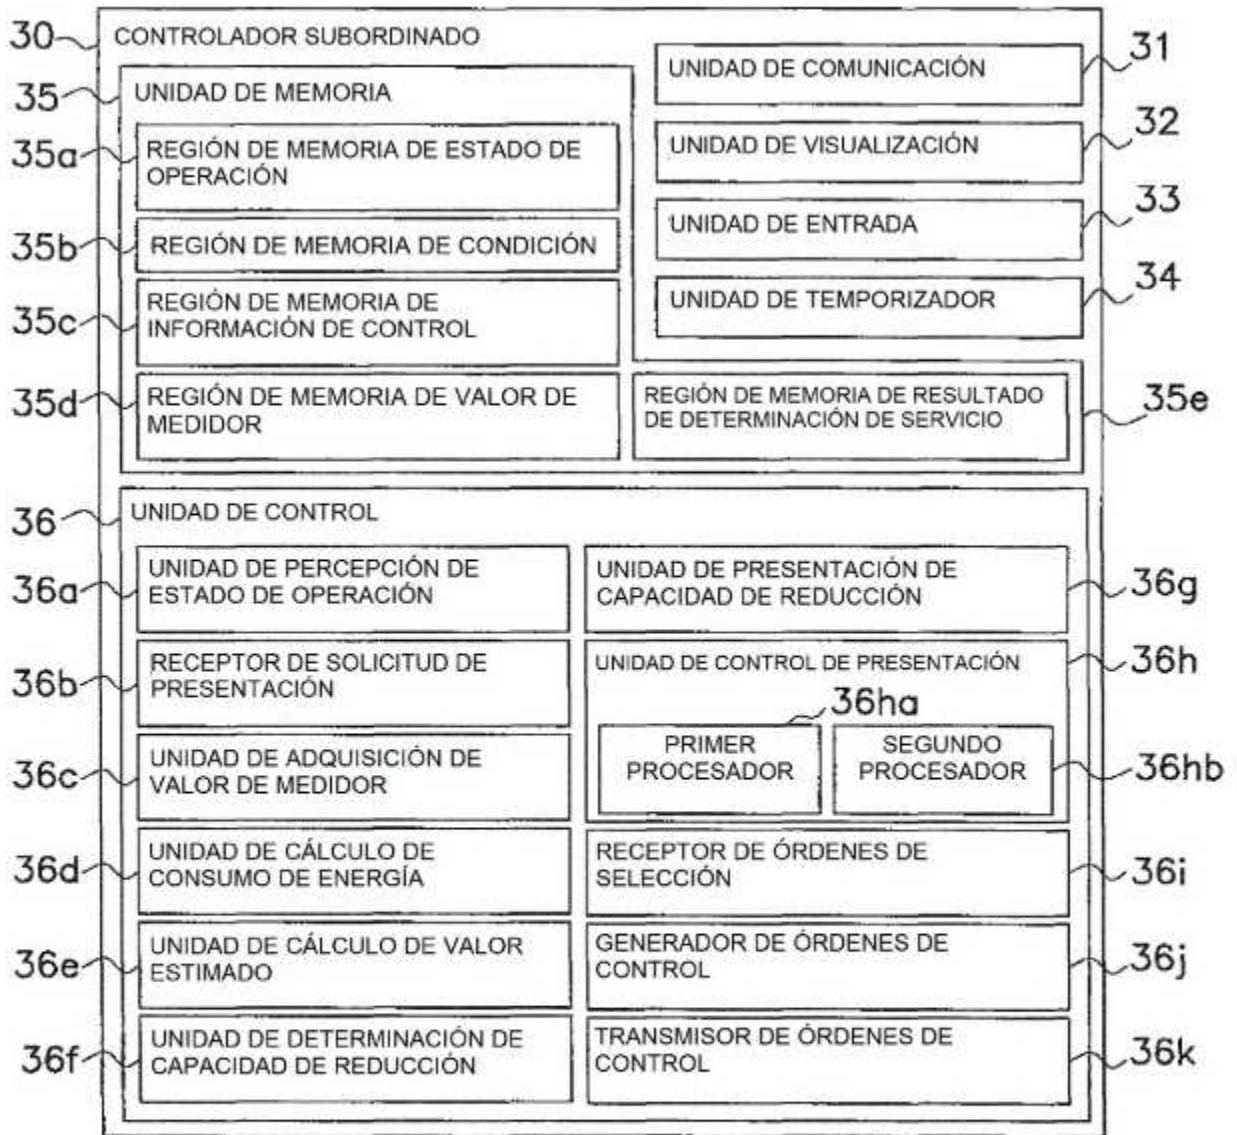 30
CONTROLADOR SUBORDINADO
35
UNIDAD DE MEMORIA
35a
REGIÓN DE MEMORIA DE ESTADO DE
OPERACIÓN
35b
REGIÓN DE MEMORIA DE CONDICIÓN
35c
REGIÓN DE MEMORIA DE
INFORMACIÓN DE CONTROL
35d
REGIÓN DE MEMORIA DE VALOR DE
MEDIDOR
UNIDAD DE COMUNICACIÓN
31
UNIDAD DE VISUALIZACIÓN
32
UNIDAD DE ENTRADA
33
UNIDAD DE TEMPORIZADOR
34
REGIÓN DE MEMORIA DE RESULTADO
DE DETERMINACIÓN DE SERVICIO
35e
36
UNIDAD DE CONTROL
36a
UNIDAD DE PERCEPCIÓN DE
ESTADO DE OPERACIÓN
36b
RECEPTOR DE SOLICITUD DE
PRESENTACIÓN
36c
UNIDAD DE ADQUISICIÓN DE
VALOR DE MEDIDOR
36d
UNIDAD DE CÁLCULO DE
CONSUMO DE ENERGÍA
36e
UNIDAD DE CÁLCULO DE VALOR
ESTIMADO
36f
UNIDAD DE DETERMINACIÓN DE
CAPACIDAD DE REDUCCIÓN
UNIDAD DE PRESENTACIÓN DE
CAPACIDAD DE REDUCCIÓN
36g
UNIDAD DE CONTROL DE PRESENTACIÓN
36h
36ha
PRIMER
PROCESADOR
SEGUNDO
PROCESADOR
36hb
RECEPTOR DE ÓRDENES DE
SELECCIÓN
36i
GENERADOR DE ÓRDENES DE
CONTROL
36j
TRANSMISOR DE ÓRDENES DE
CONTROL
36k